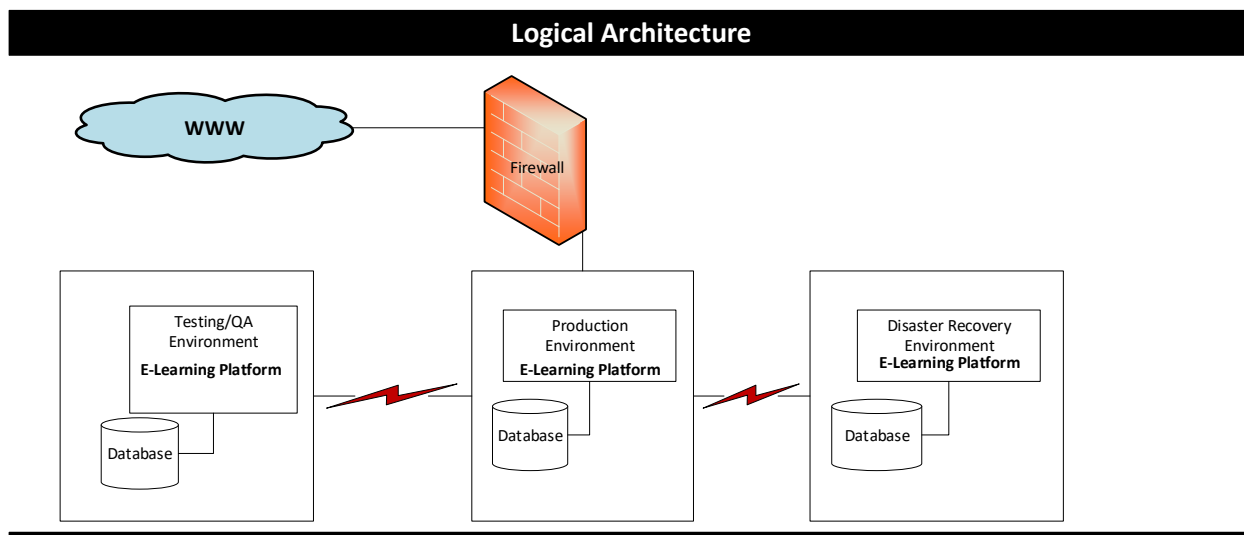 Logical Architecture
WWW
Firewall
Testing/QA
Environment
E-Learning Platform
Database
Production
Environment
E-Learning Platform
Database
Disaster Recovery
Environment
E-Learning Platform
Database